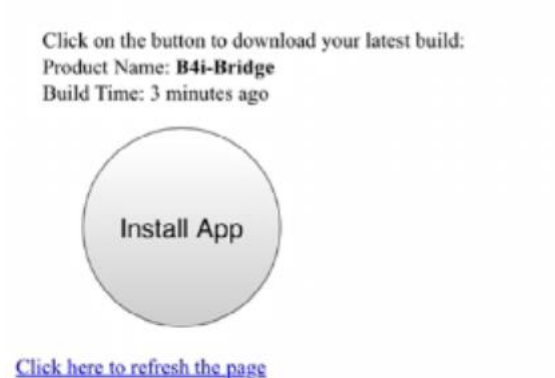 Click on the button to download your latest build:
Product Name: B4i-Bridge
Build Time: 3 minutes ago
Install App
Click here to refresh the page